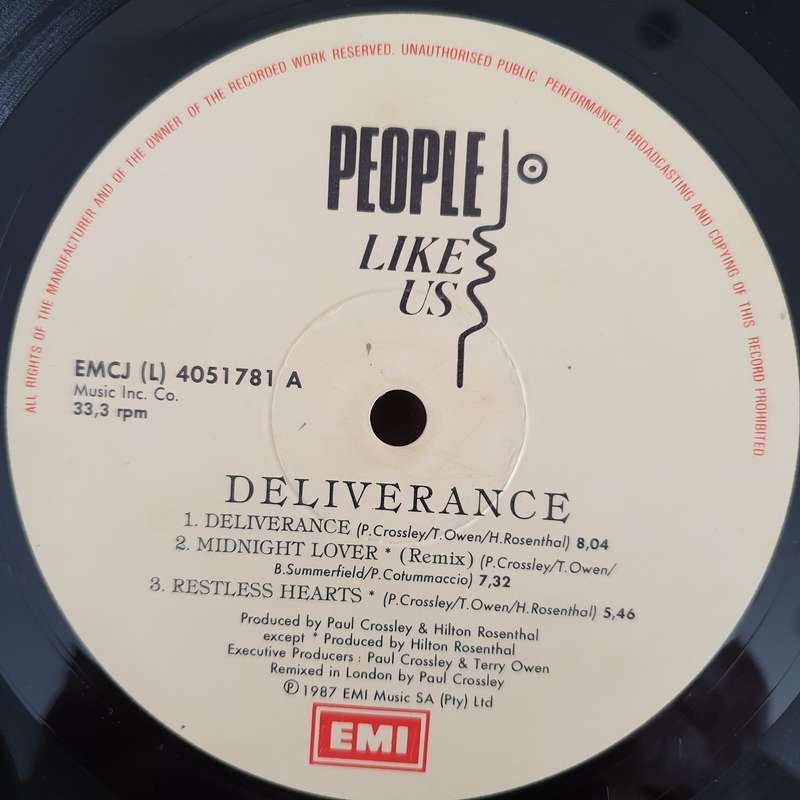 ALL RIGHTS OF THE MANUFACTURER AND OF THE OWNER OF THE RECORDED WORK RESERVED. UNAUTHORISED PUBLIC PERFORMANCE, BROADCASTING AND COPYING OF THIS RECORD PROHIBITED
PEOPLE
LIKE
US
EMCJ (L) 4051781 A
Music Inc. Co.
33,3 rpm
DELIVERANCE
1. DELIVERANCE (P.Crossley/T.Owen/H.Rosenthal) 8,04
2. MIDNIGHT LOVER * (Remix) (P.Crossley/T.Owen/
B.Summerfield/P.Cotummaccio) 7,32
3. RESTLESS HEARTS * (P.Crossley/T.Owen/H.Rosenthal) 5,46
Produced by Paul Crossley & Hilton Rosenthal
except * Produced by Hilton Rosenthal
Executive Producers : Paul Crossley & Terry Owen
Remixed in London by Paul Crossley
℗ 1987 EMI Music SA (Pty) Ltd
EMI